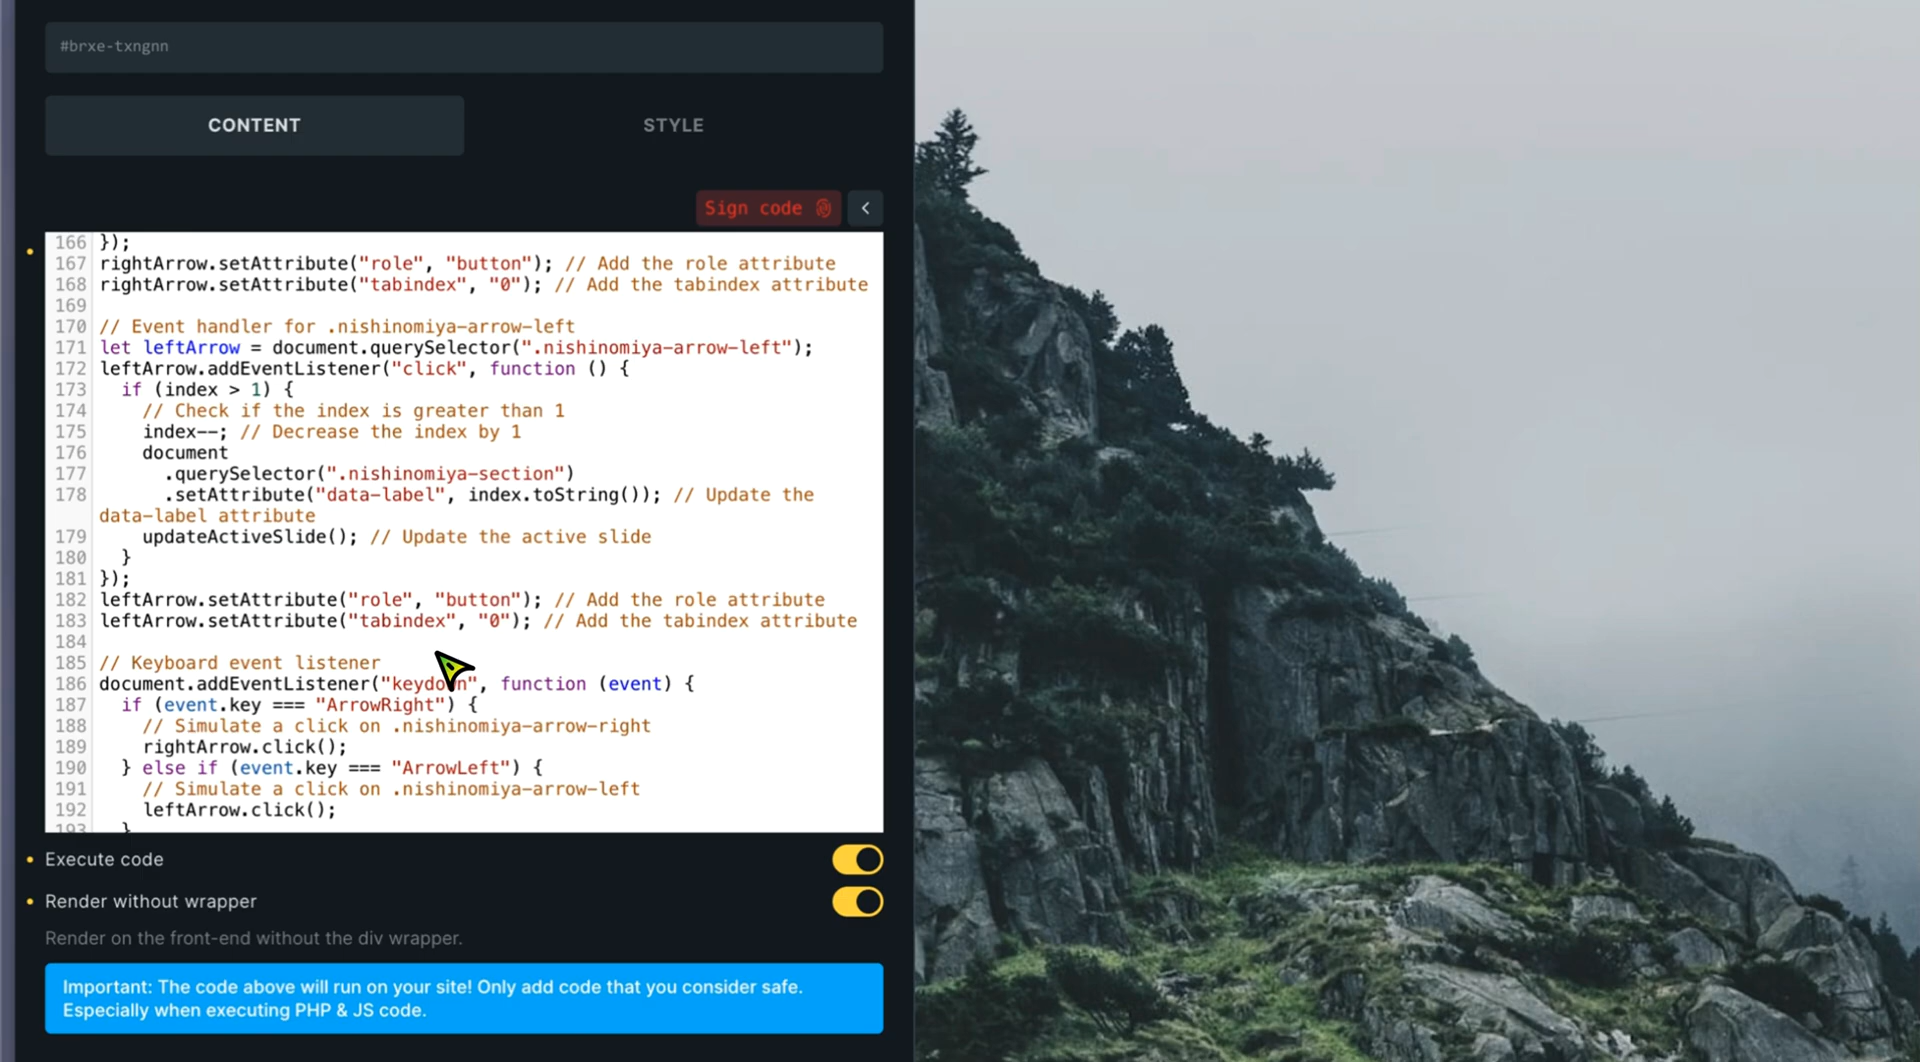 #brxe-txngnn
CONTENT
STYLE
Sign code
166 });
167 rightArrow.setAttribute("role", "button"); // Add the role attribute
168 rightArrow.setAttribute("tabindex", "0"); // Add the tabindex attribute
169
170 // Event handler for .nishinomiya-arrow-left
171 let leftArrow = document.querySelector(".nishinomiya-arrow-left");
172 leftArrow.addEventListener("click", function () {
173 if (index > 1) {
174 // Check if the index is greater than 1
175 index--; // Decrease the index by 1
176 document
177 .querySelector(".nishinomiya-section")
178 .setAttribute("data-label", index.toString()); // Update the
data-label attribute
179 updateActiveSlide(); // Update the active slide
180 }
181 });
182 leftArrow.setAttribute("role", "button"); // Add the role attribute
183 leftArrow.setAttribute("tabindex", "0"); // Add the tabindex attribute
184
185 // Keyboard event listener
186 document.addEventListener("keydown", function (event) {
187 if (event.key === "ArrowRight") {
188 // Simulate a click on .nishinomiya-arrow-right
189 rightArrow.click();
190 } else if (event.key === "ArrowLeft") {
191 // Simulate a click on .nishinomiya-arrow-left
192 leftArrow.click();
193 }
Execute code
Render without wrapper
Render on the front-end without the div wrapper.
Important: The code above will run on your site! Only add code that you consider safe.
Especially when executing PHP & JS code.